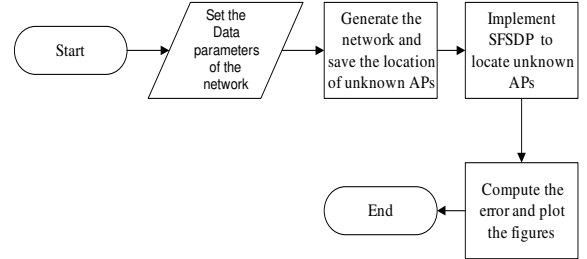 Start
Set the
Data
parameters
of the
network
Generate the
network and
save the location
of unknown APs
Implement
SFSDP to
locate unknown
APs
Compute the
error and plot
the figures
End